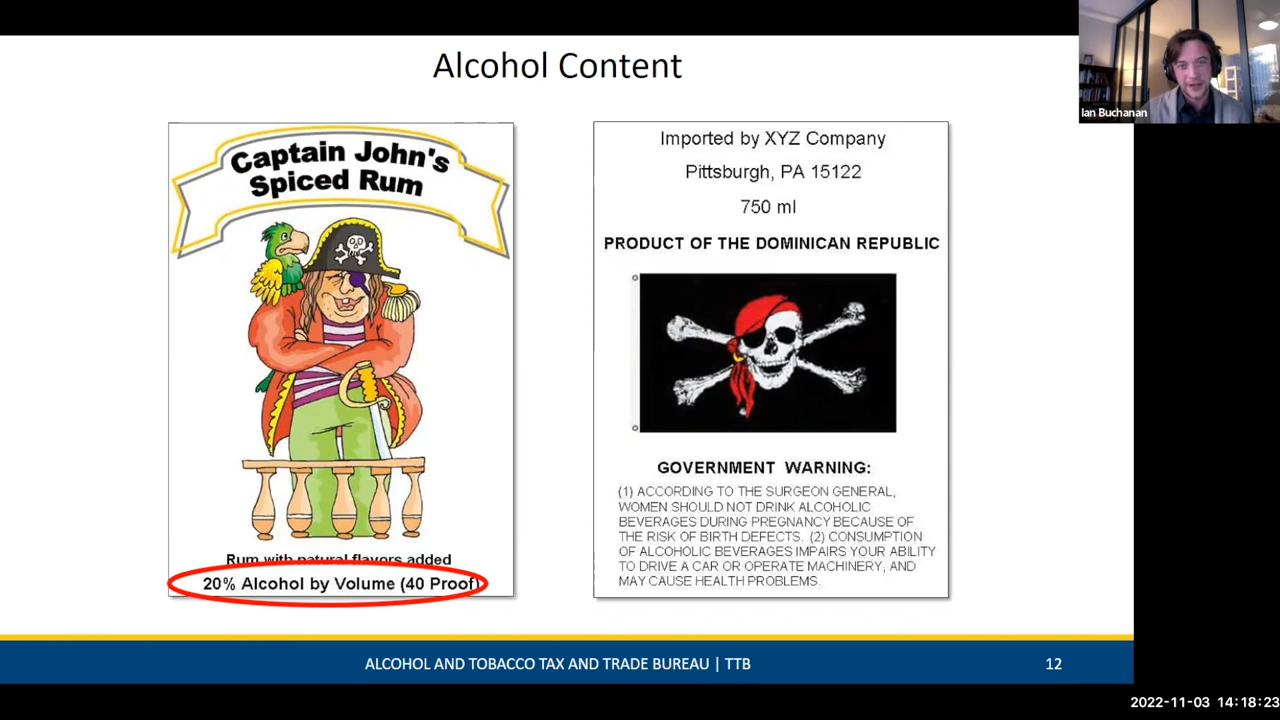 Alcohol Content
Ian Buchanan
Captain John's
Spiced Rum
Rum with natural flavors added
20% Alcohol by Volume (40 Proof)
Imported by XYZ Company
Pittsburgh, PA 15122
750 ml
PRODUCT OF THE DOMINICAN REPUBLIC
GOVERNMENT WARNING:
(1) ACCORDING TO THE SURGEON GENERAL,
WOMEN SHOULD NOT DRINK ALCOHOLIC
BEVERAGES DURING PREGNANCY BECAUSE OF
THE RISK OF BIRTH DEFECTS. (2) CONSUMPTION
OF ALCOHOLIC BEVERAGES IMPAIRS YOUR ABILITY
TO DRIVE A CAR OR OPERATE MACHINERY, AND
MAY CAUSE HEALTH PROBLEMS.
ALCOHOL AND TOBACCO TAX AND TRADE BUREAU | TTB
12
2022-11-03 14:18:23